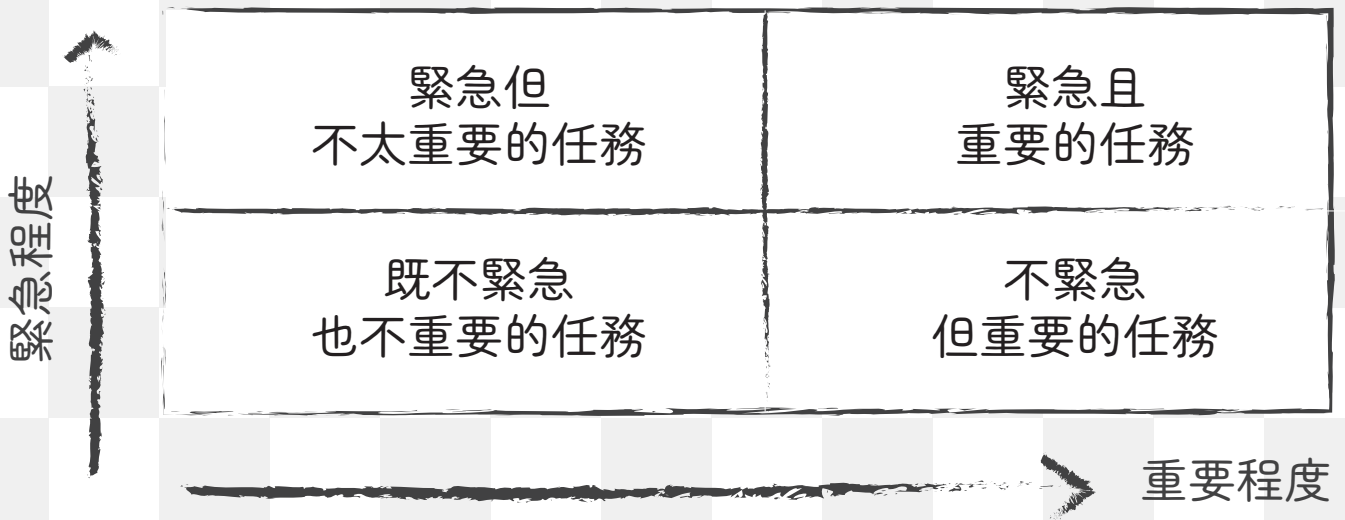 緊急但
不太重要的任務
緊急且
重要的任務
既不緊急
也不重要的任務
不緊急
但重要的任務
緊急程度
重要程度